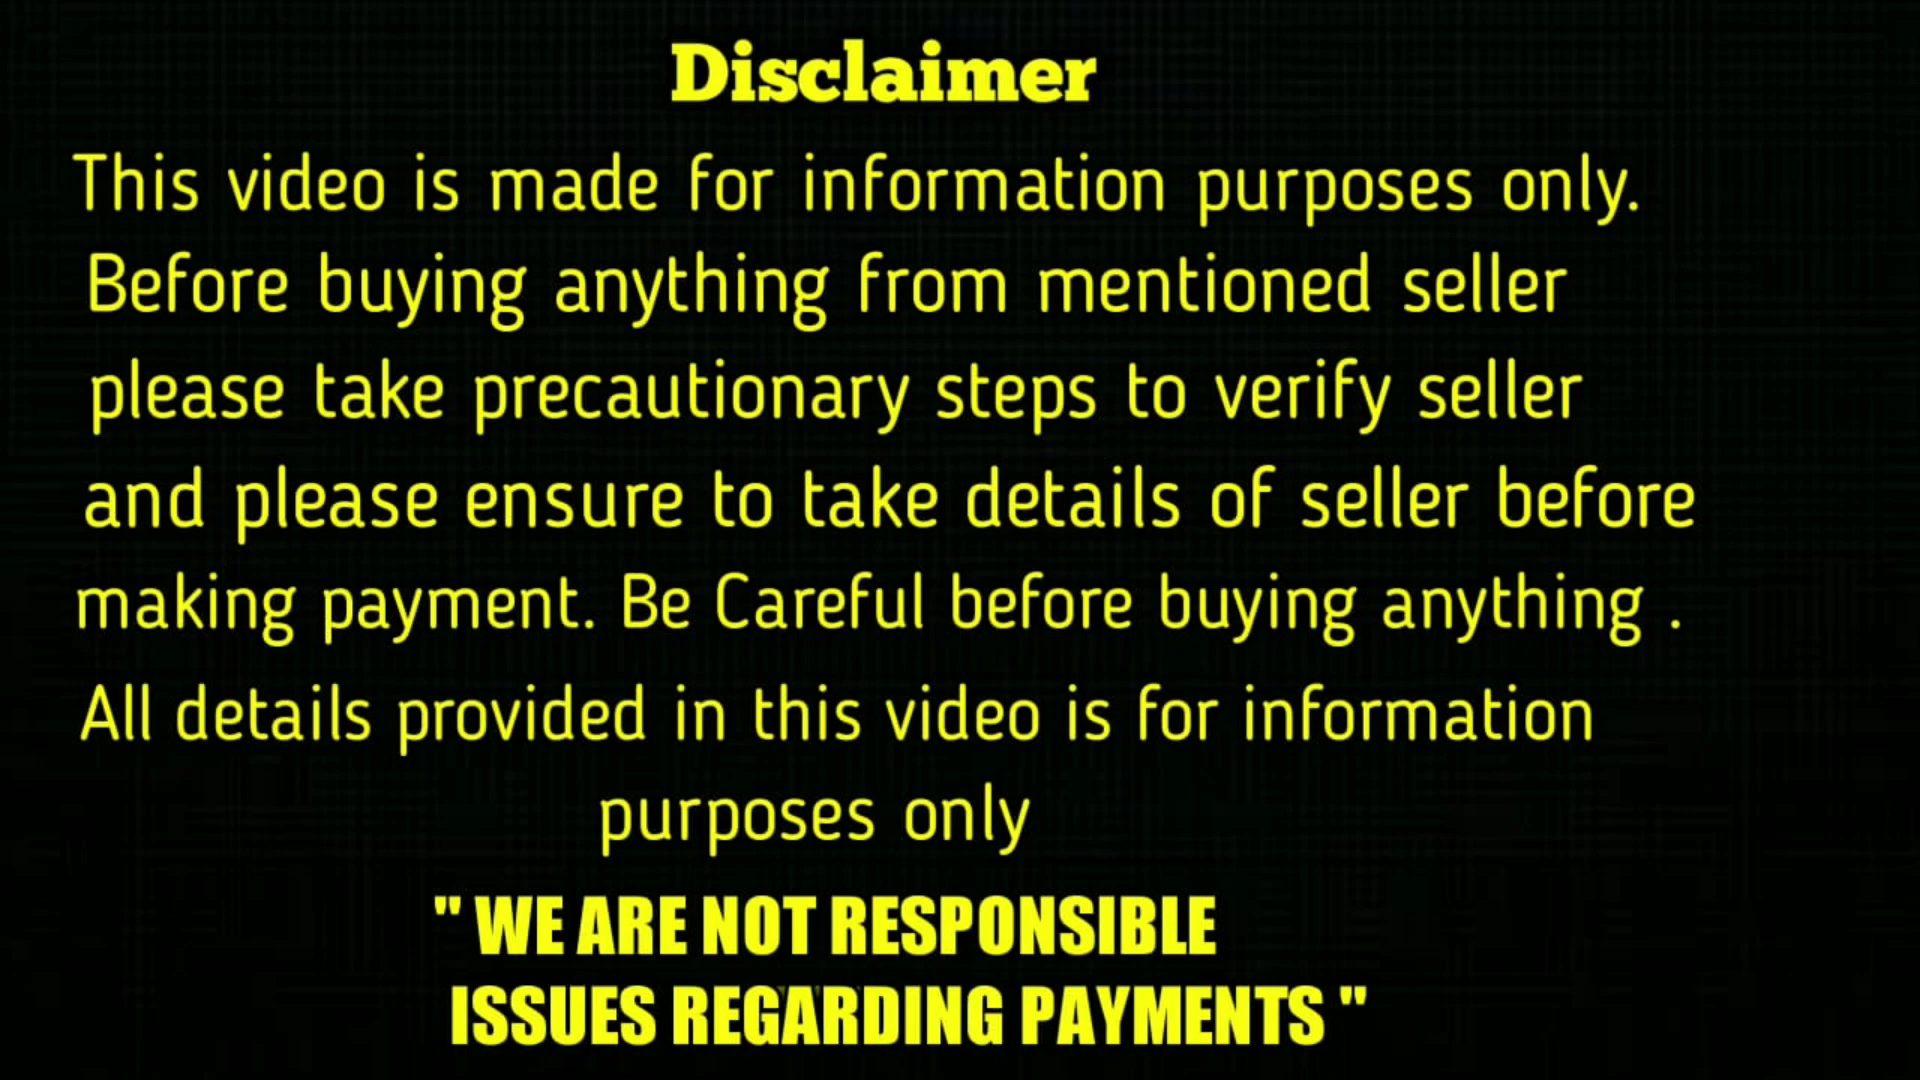 Disclaimer
This video is made for information purposes only.
Before buying anything from mentioned seller
please take precautionary steps to verify seller
and please ensure to take details of seller before
making payment. Be Careful before buying anything .
All details provided in this video is for information
purposes only
" WE ARE NOT RESPONSIBLE
ISSUES REGARDING PAYMENTS "